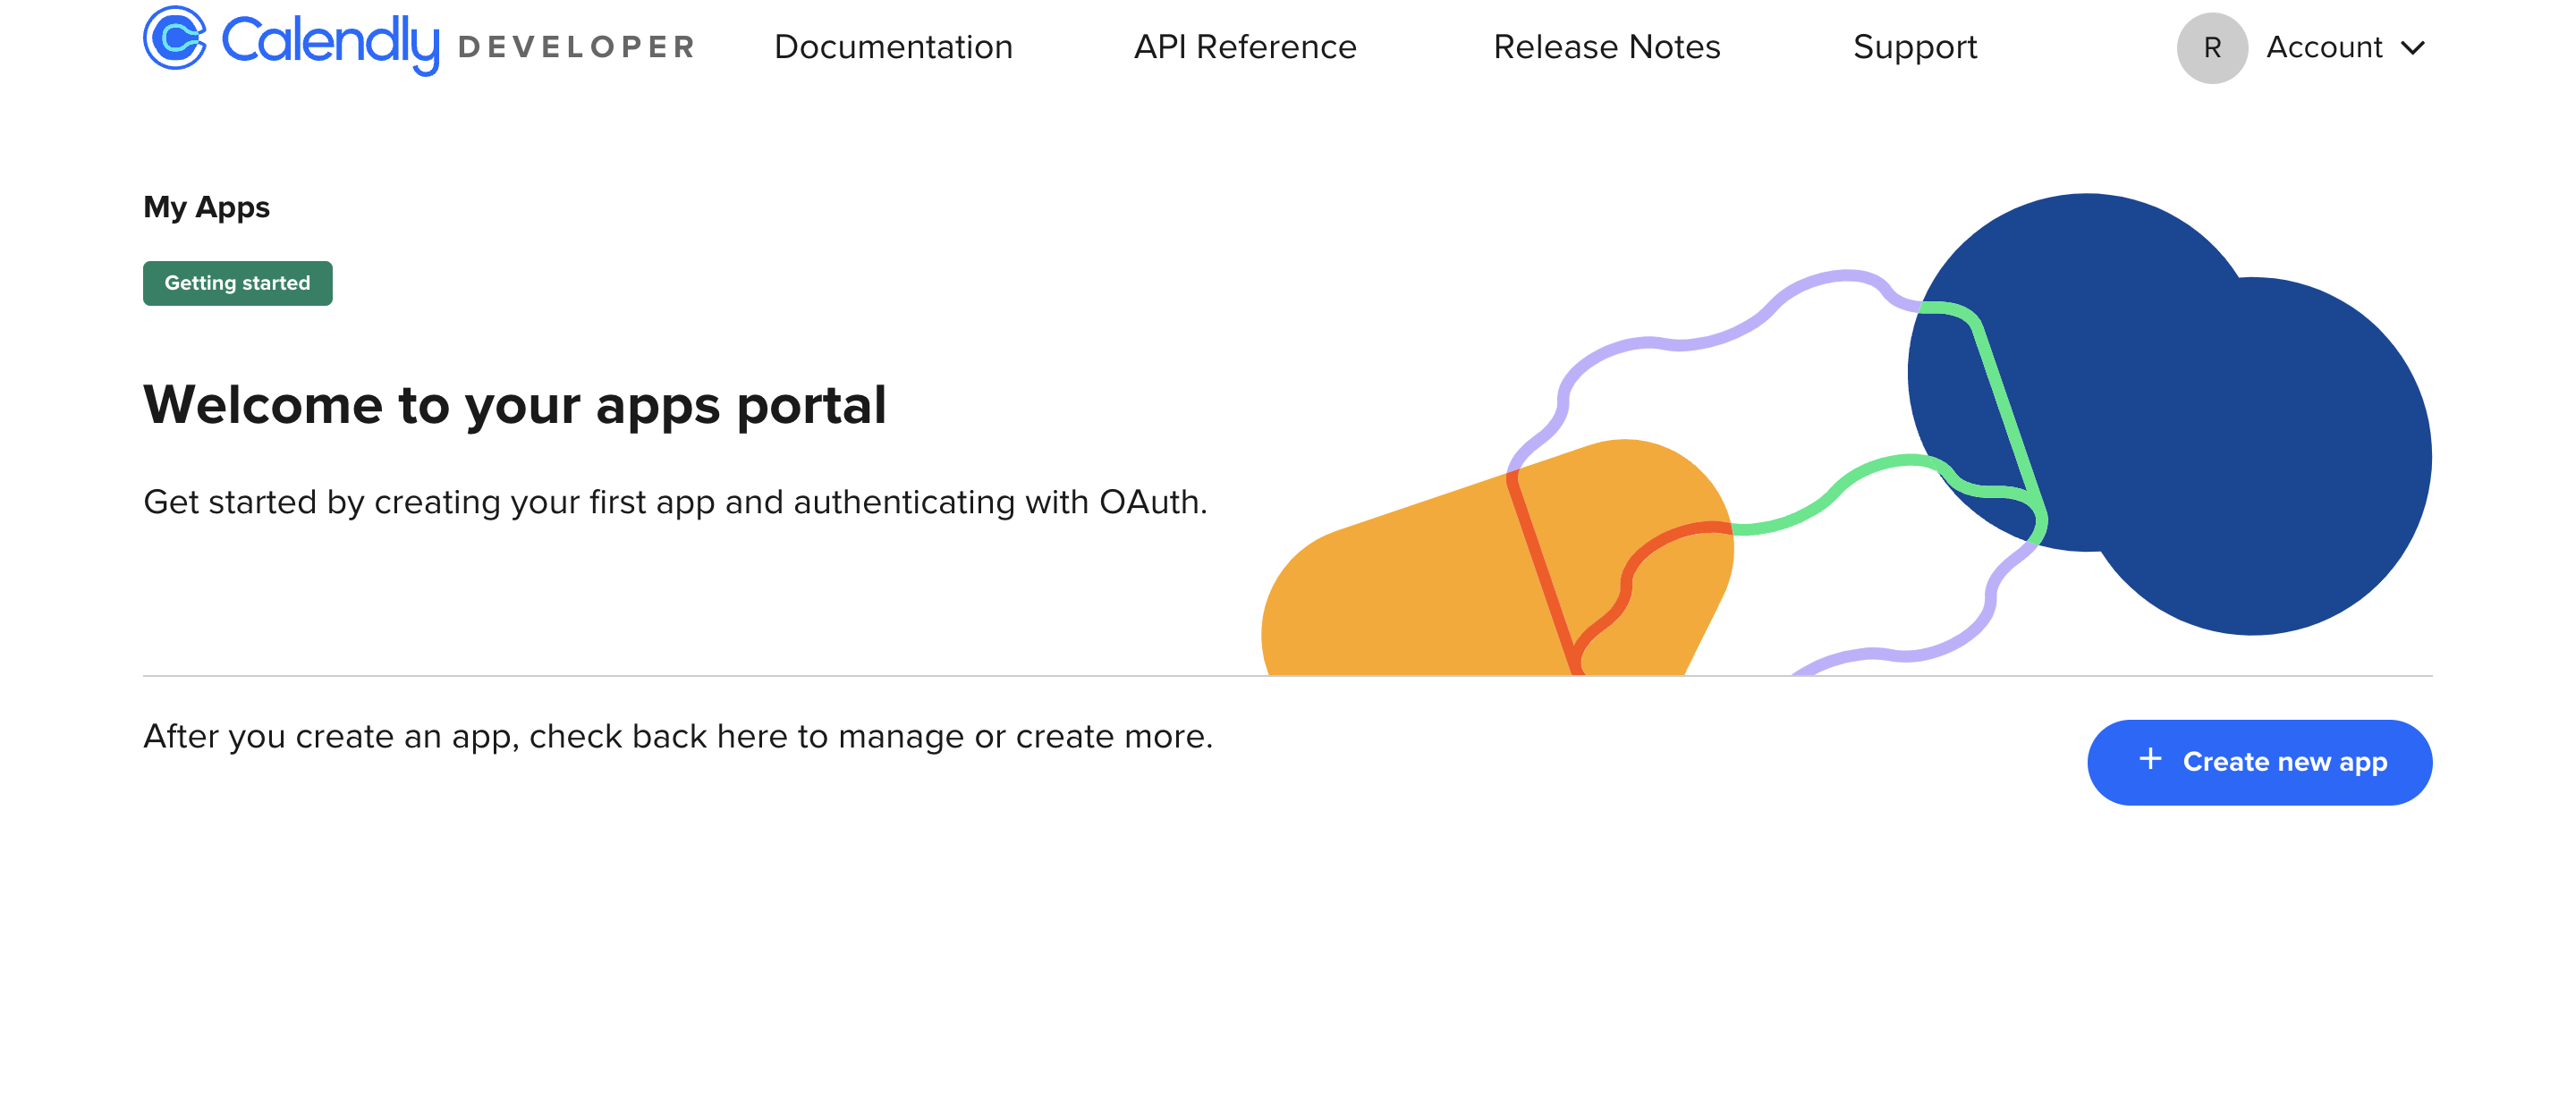 Calendly DEVELOPER
Documentation
API Reference
Release Notes
Support
R
Account
My Apps
Getting started
Welcome to your apps portal
Get started by creating your first app and authenticating with OAuth.
After you create an app, check back here to manage or create more.
+ Create new app